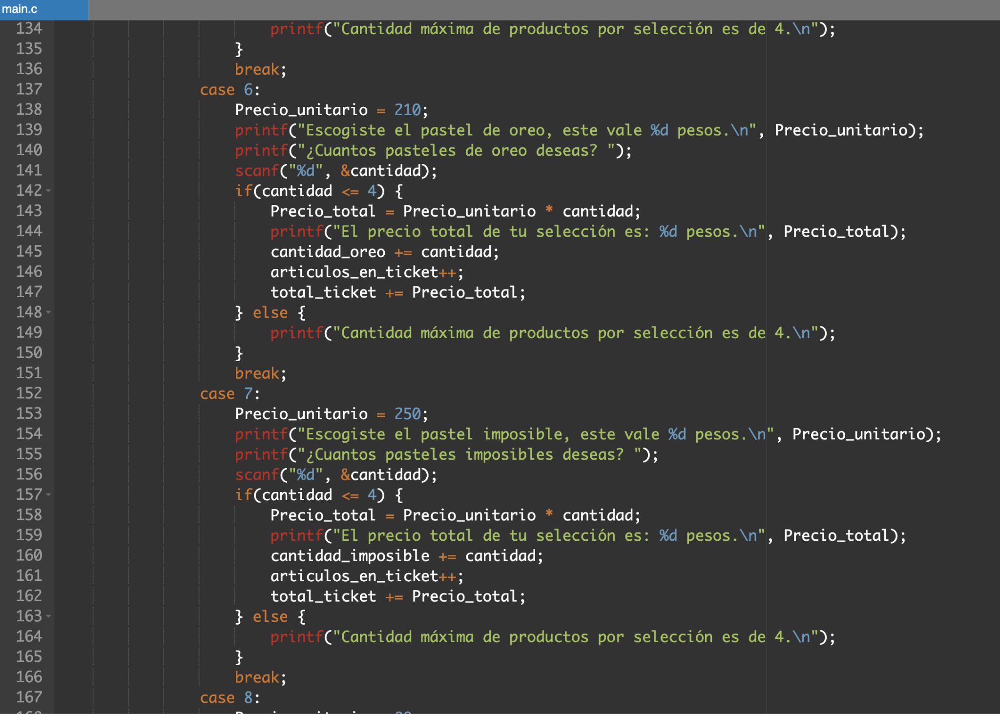 main.c
134 printf("Cantidad máxima de productos por selección es de 4.\n");
135 }
136 break;
137 case 6:
138 Precio_unitario = 210;
139 printf("Escogiste el pastel de oreo, este vale %d pesos.\n", Precio_unitario);
140 printf("¿Cuantos pasteles de oreo deseas? ");
141 scanf("%d", &cantidad);
142 if(cantidad <= 4) {
143 Precio_total = Precio_unitario * cantidad;
144 printf("El precio total de tu selección es: %d pesos.\n", Precio_total);
145 cantidad_oreo += cantidad;
146 articulos_en_ticket++;
147 total_ticket += Precio_total;
148 } else {
149 printf("Cantidad máxima de productos por selección es de 4.\n");
150 }
151 break;
152 case 7:
153 Precio_unitario = 250;
154 printf("Escogiste el pastel imposible, este vale %d pesos.\n", Precio_unitario);
155 printf("¿Cuantos pasteles imposibles deseas? ");
156 scanf("%d", &cantidad);
157 if(cantidad <= 4) {
158 Precio_total = Precio_unitario * cantidad;
159 printf("El precio total de tu selección es: %d pesos.\n", Precio_total);
160 cantidad_imposible += cantidad;
161 articulos_en_ticket++;
162 total_ticket += Precio_total;
163 } else {
164 printf("Cantidad máxima de productos por selección es de 4.\n");
165 }
166 break;
167 case 8: